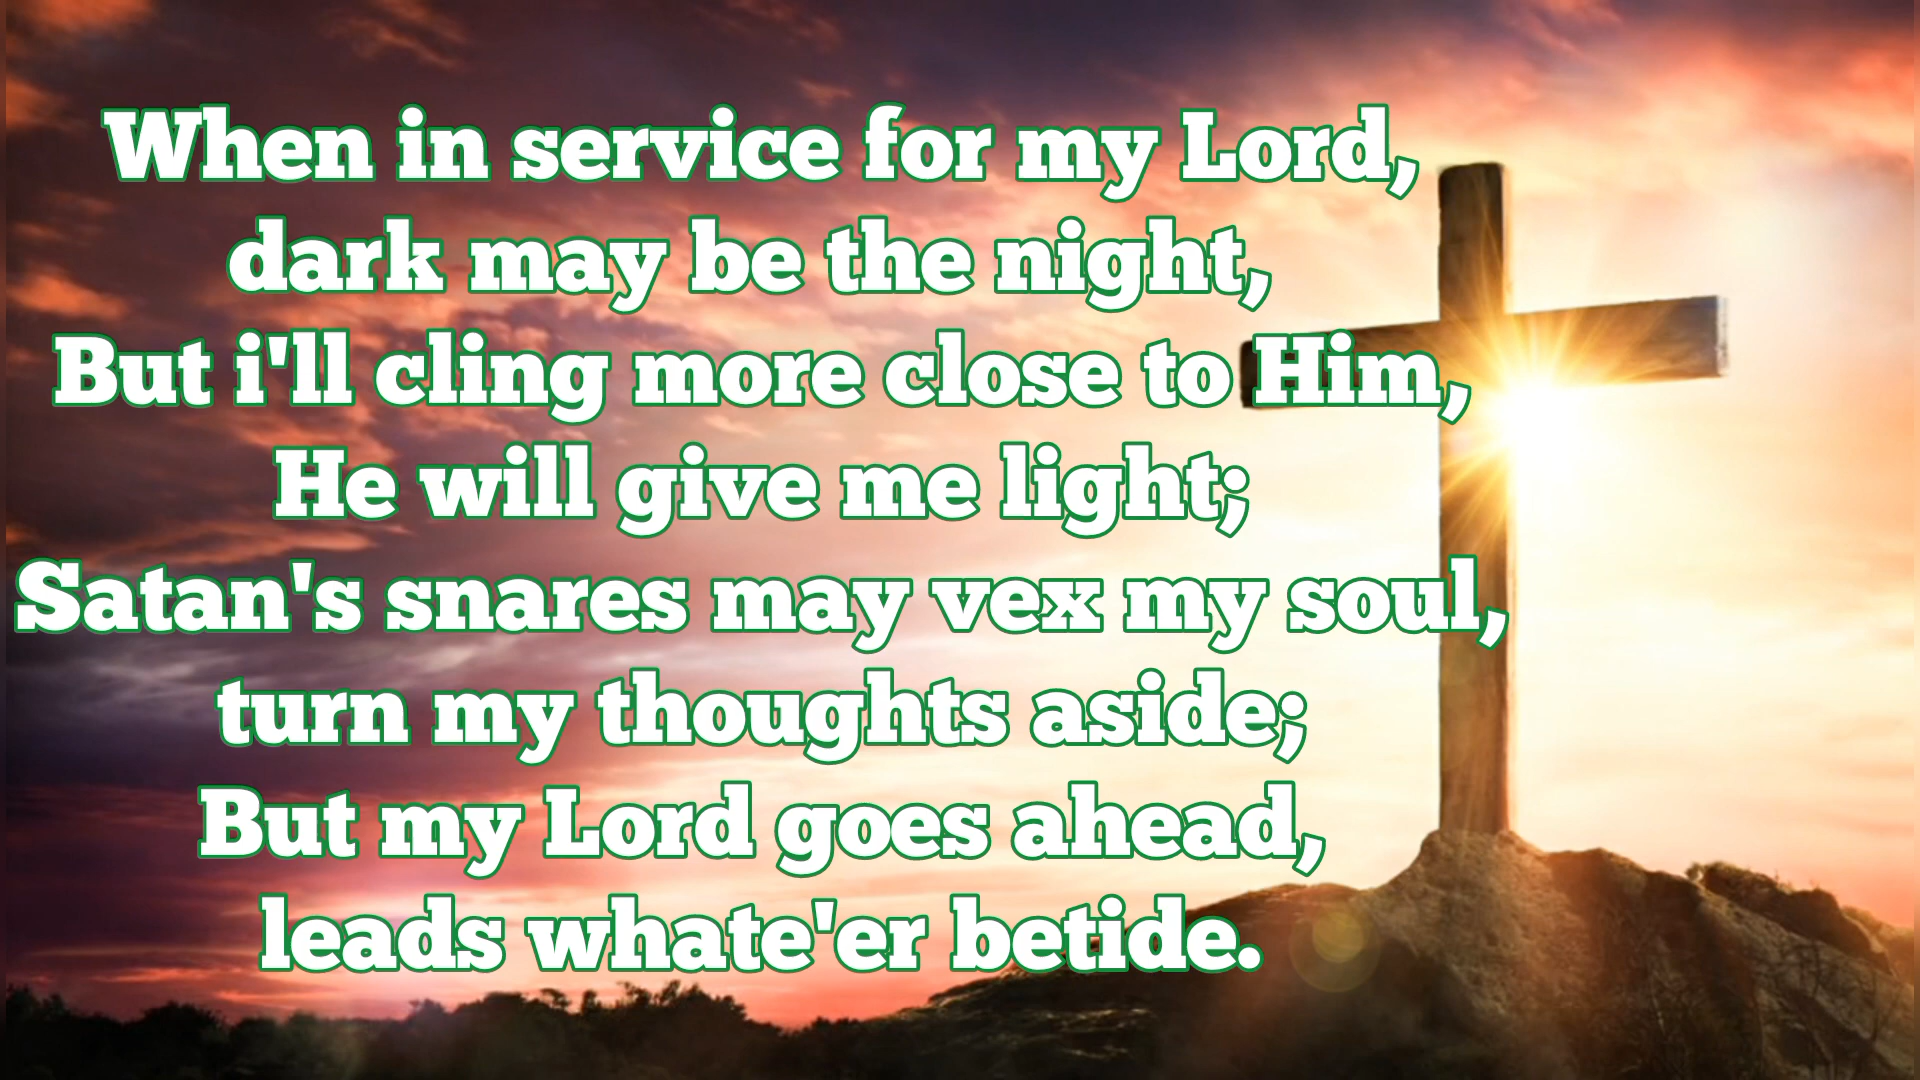 When in service for my Lord,
dark may be the night,
But i'll cling more close to Him,
He will give me light;
Satan's snares may vex my soul,
turn my thoughts aside;
But my Lord goes ahead,
leads whate'er betide.